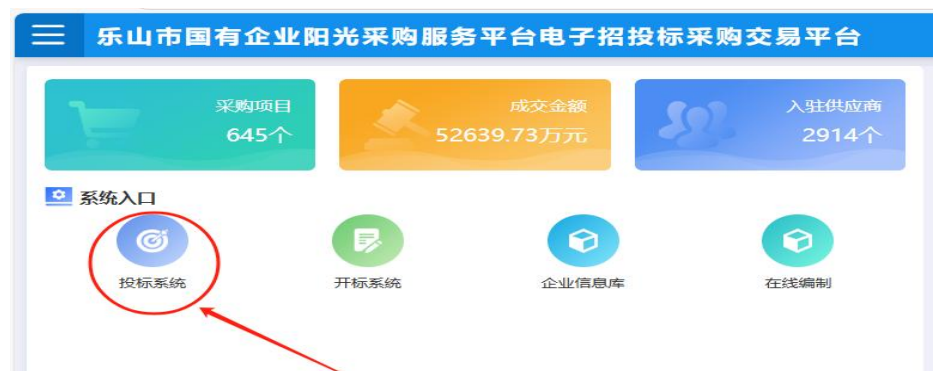 乐山市国有企业阳光采购服务平台电子招投标采购交易平台
采购项目
645个
成交金额
52639.73万元
入驻供应商
2914个
系统入口
投标系统
开标系统
企业信息库
在线编制